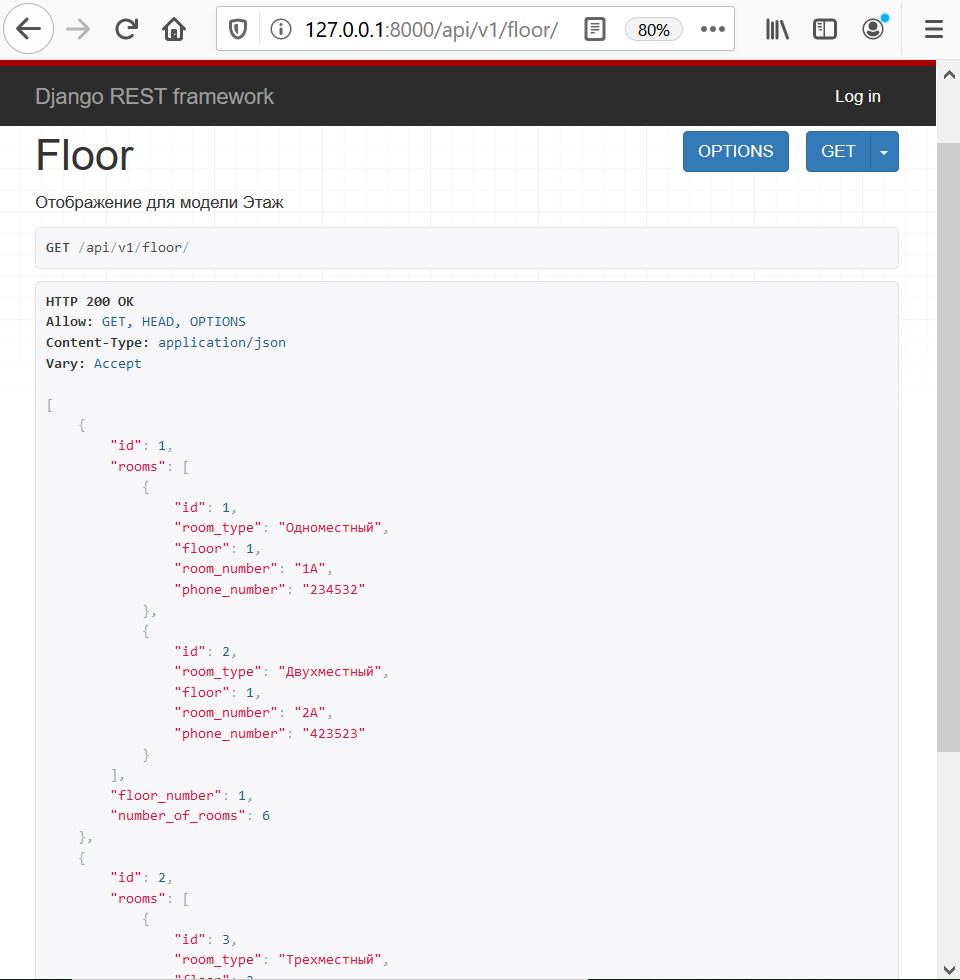 127.0.0.1:8000/api/v1/floor/ 80%
Django REST framework Log in
Floor OPTIONS GET
Отображение для модели Этаж
GET /api/v1/floor/
HTTP 200 OK
Allow: GET, HEAD, OPTIONS
Content-Type: application/json
Vary: Accept
[
{
"id": 1,
"rooms": [
{
"id": 1,
"room_type": "Одноместный",
"floor": 1,
"room_number": "1A",
"phone_number": "234532"
},
{
"id": 2,
"room_type": "Двухместный",
"floor": 1,
"room_number": "2A",
"phone_number": "423523"
}
],
"floor_number": 1,
"number_of_rooms": 6
},
{
"id": 2,
"rooms": [
{
"id": 3,
"room_type": "Трехместный",
"floor": 2